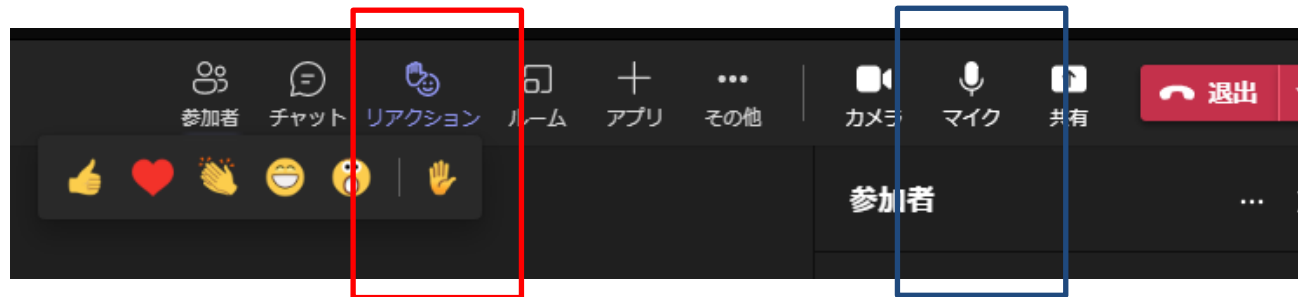 参加者 チャット リアクション ルーム アプリ その他 カメラ マイク 共有 退出
参加者